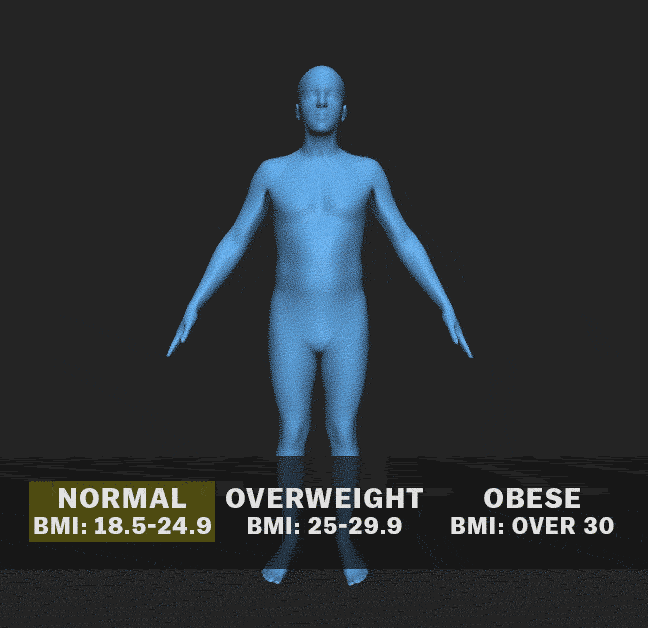 NORMAL
BMI: 18.5-24.9
OVERWEIGHT
BMI: 25-29.9
OBESE
BMI: OVER 30